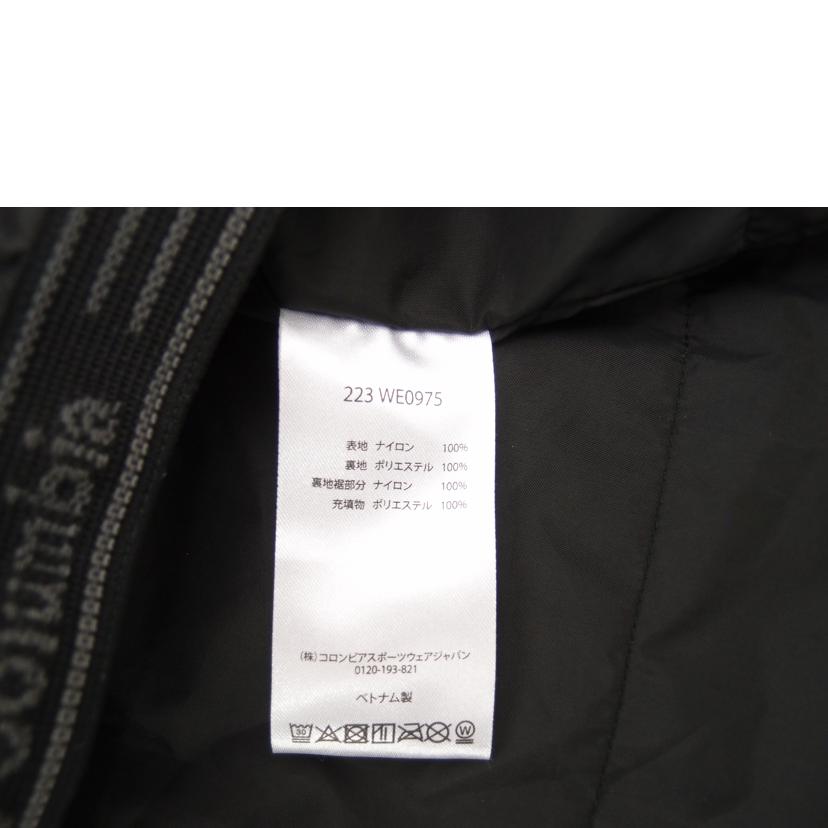 Columbia
223 WE0975
表地 ナイロン 100%
裏地 ポリエステル 100%
裏地裾部分 ナイロン 100%
充填物 ポリエステル 100%
(株)コロンビアスポーツウェアジャパン
0120-193-821
ベトナム製
30
W